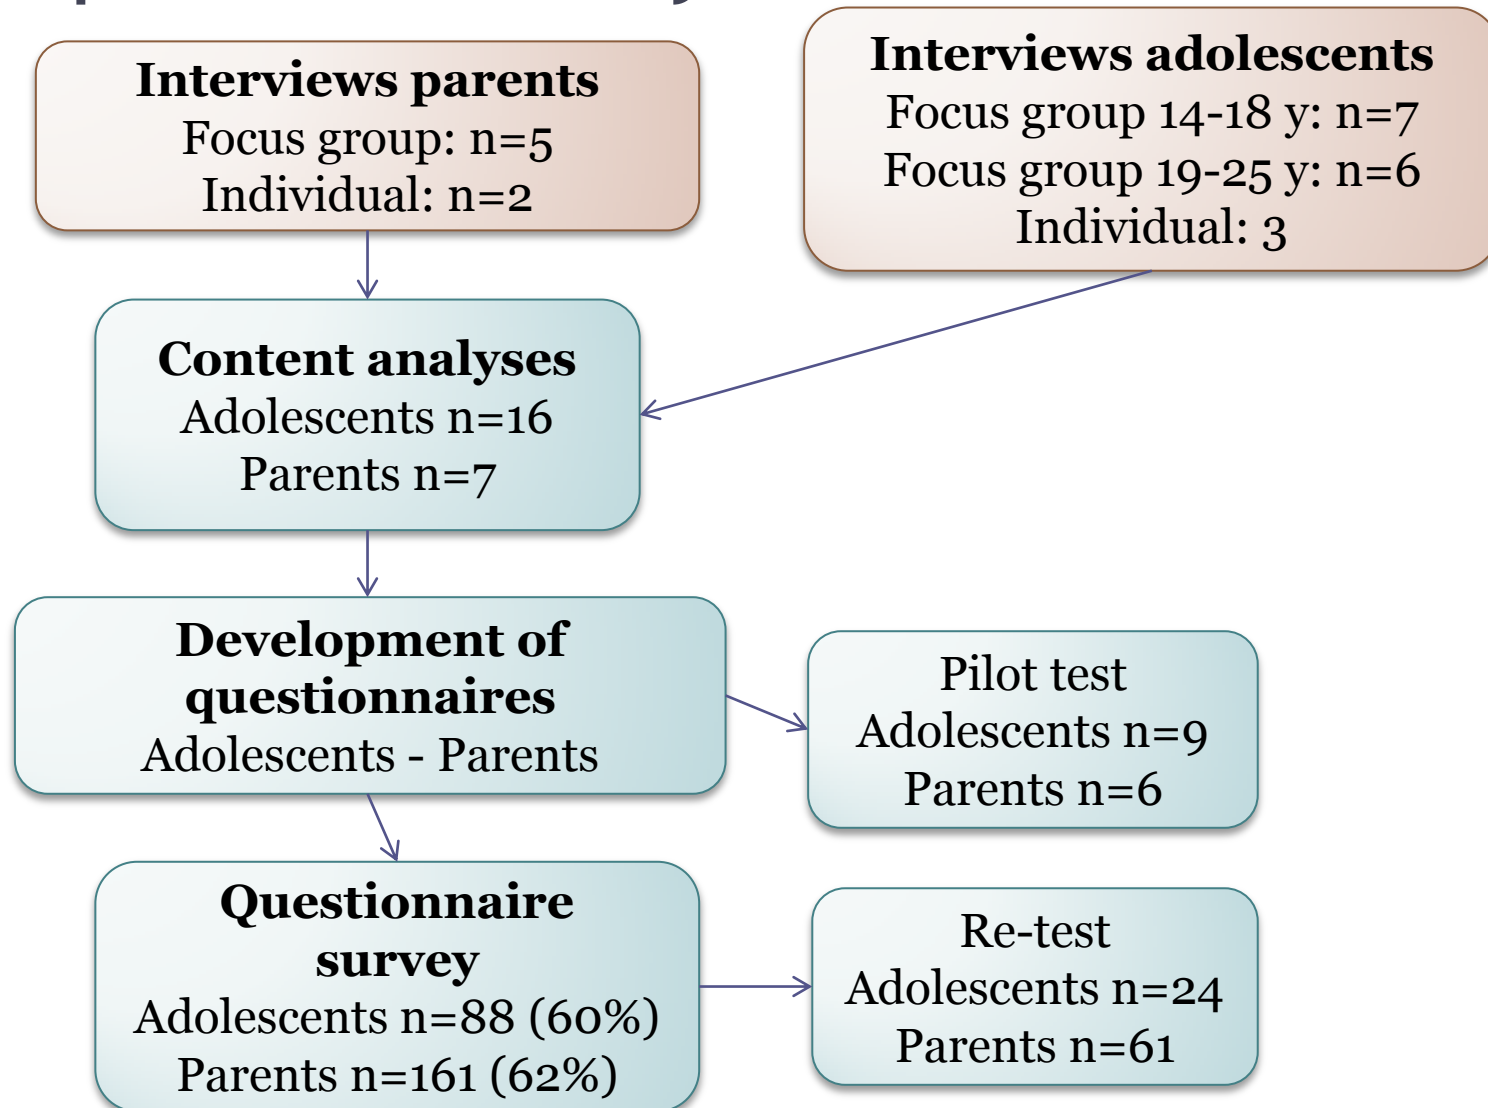 Interviews parents
Focus group: n=5
Individual: n=2
Interviews adolescents
Focus group 14-18 y: n=7
Focus group 19-25 y: n=6
Individual: 3
Content analyses
Adolescents n=16
Parents n=7
Development of
questionnaires
Adolescents - Parents
Pilot test
Adolescents n=9
Parents n=6
Questionnaire
survey
Adolescents n=88 (60%)
Parents n=161 (62%)
Re-test
Adolescents n=24
Parents n=61